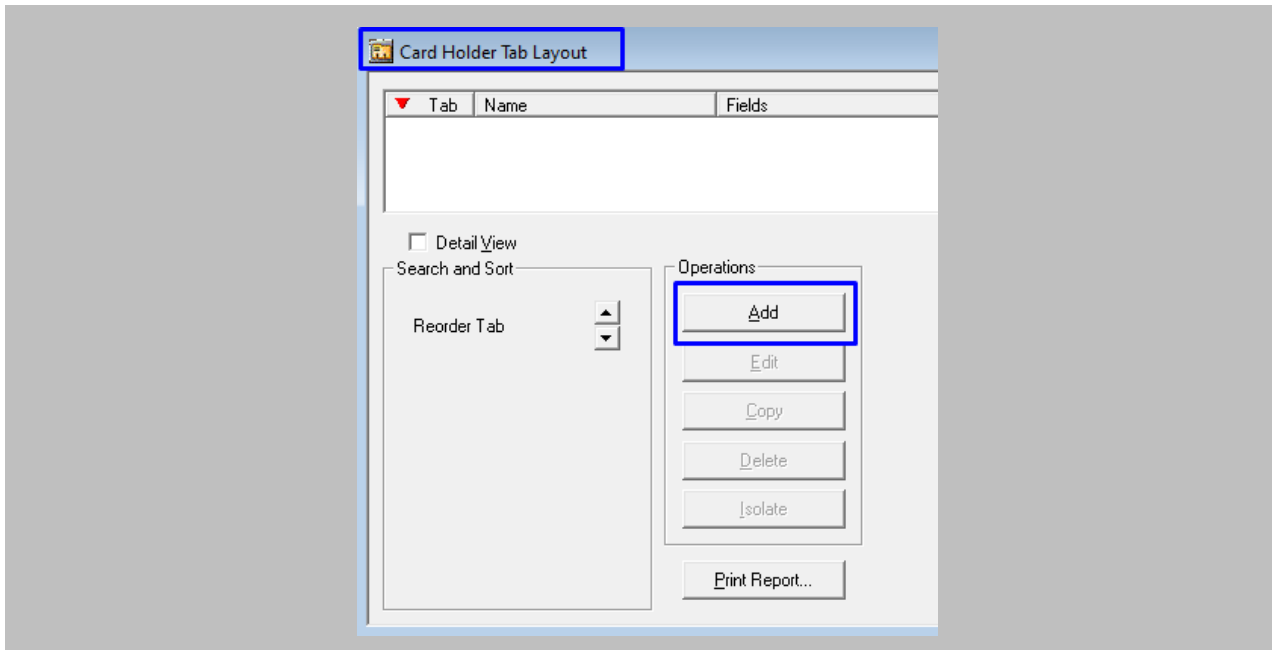 Card Holder Tab Layout
Tab Name Fields
Detail View
Search and Sort
Reorder Tab
Operations
Add
Edit
Copy
Delete
Isolate
Print Report...